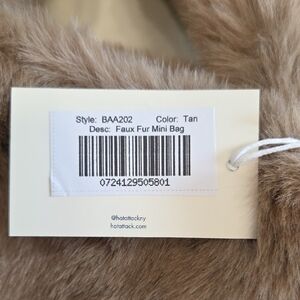 Style: BAA202 Color: Tan
Desc: Faux Fur Mini Bag
0724129505801
@hatattackny
hatattack.com